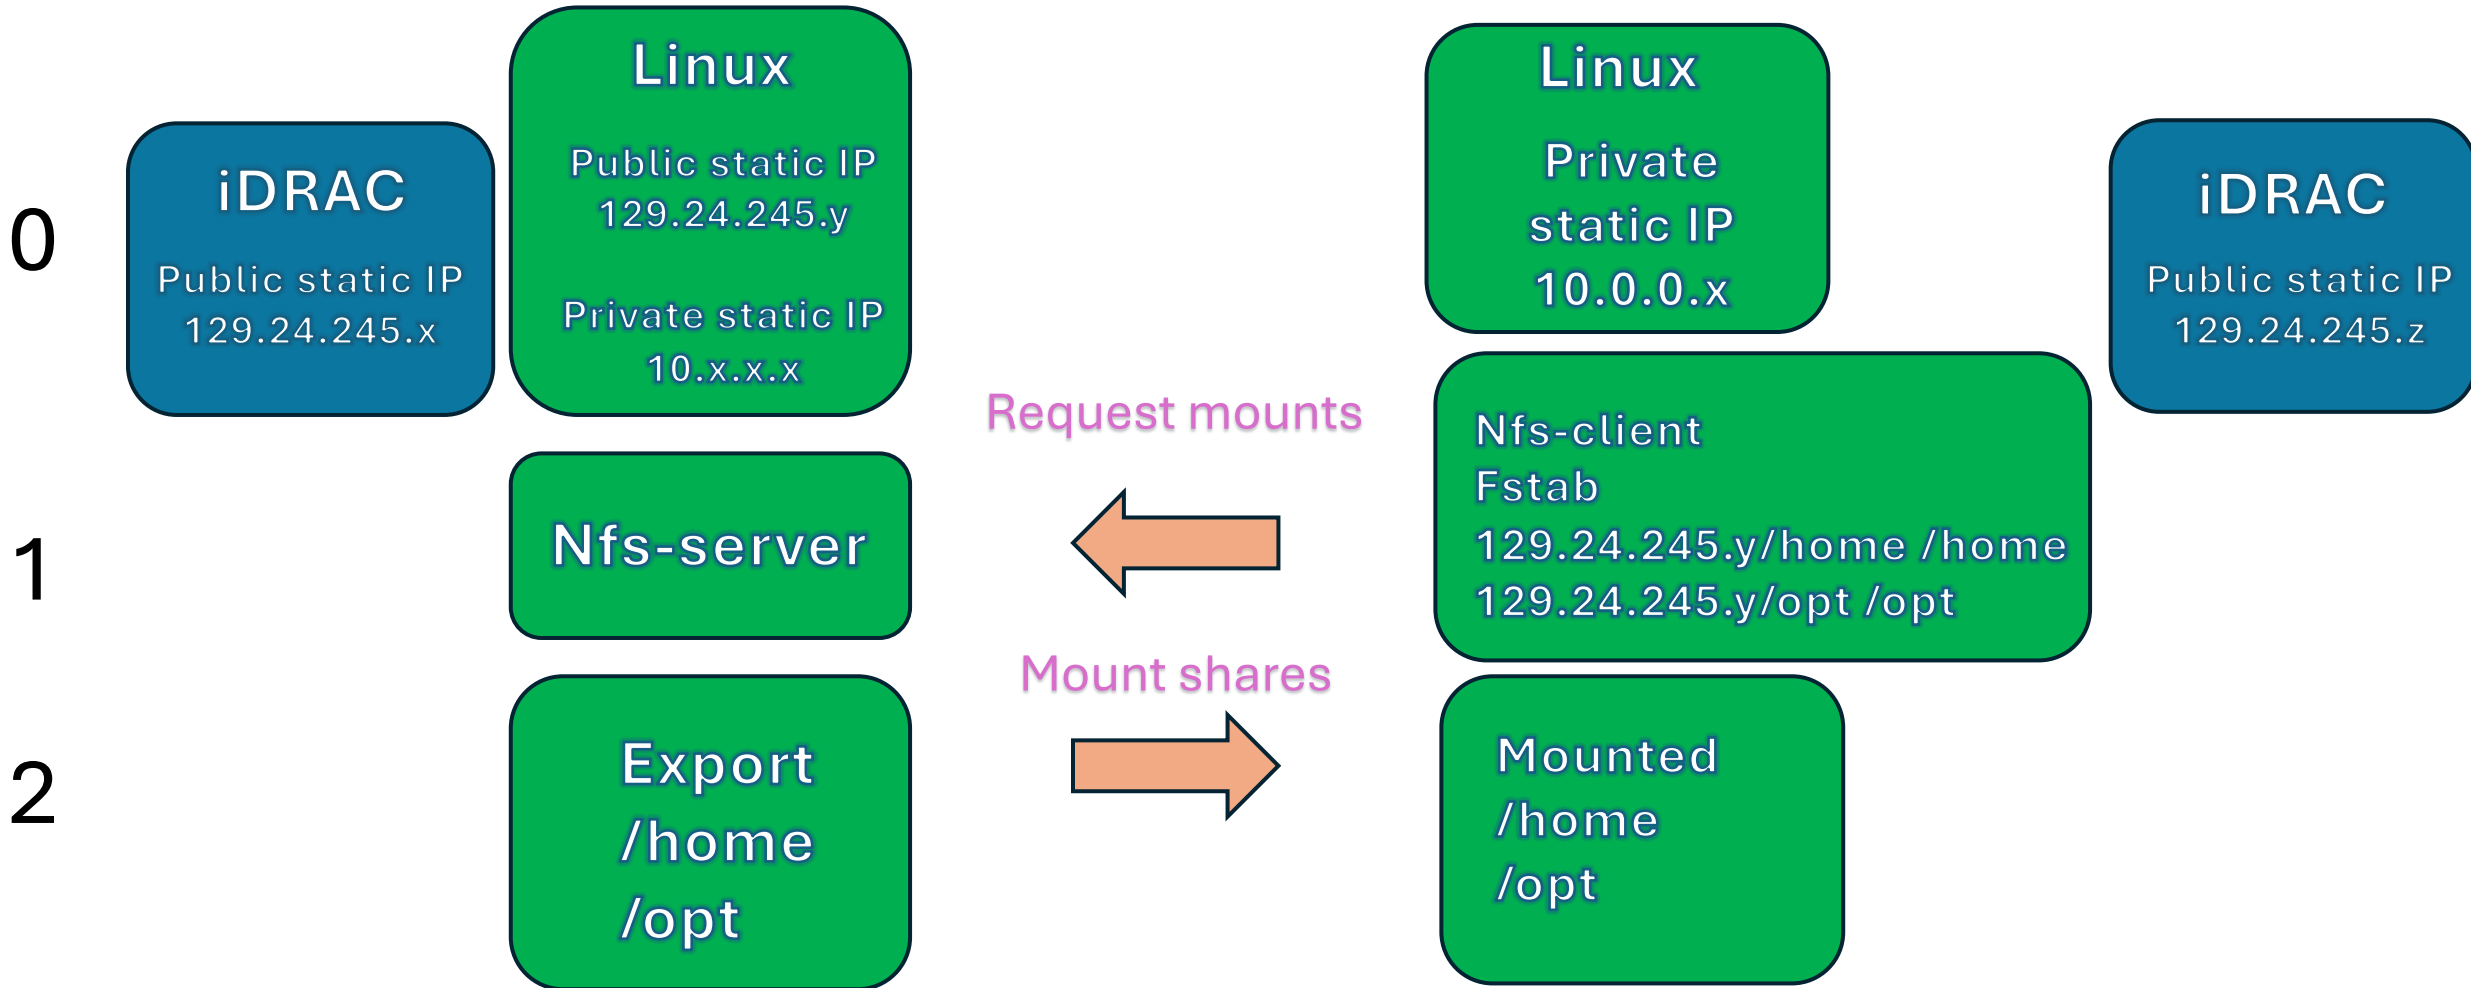 0
iDRAC
Public static IP
129.24.245.x
Linux
Public static IP
129.24.245.y
Private static IP
10.x.x.x
Linux
Private
static IP
10.0.0.x
iDRAC
Public static IP
129.24.245.z
1
Nfs-server
Request mounts
Nfs-client
Fstab
129.24.245.y/home /home
129.24.245.y/opt /opt
2
Export
/home
/opt
Mount shares
Mounted
/home
/opt